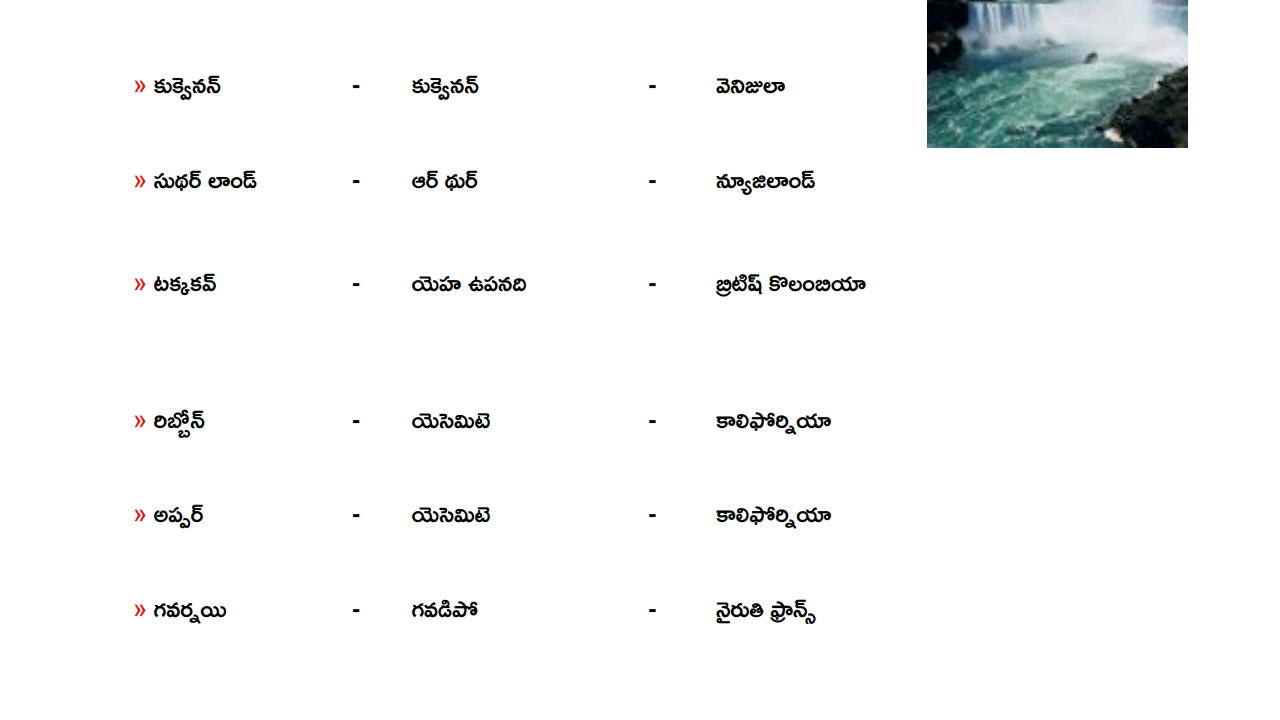 » కుక్వెనన్ - కుక్వెనన్ - వెనిజులా
» సుథర్ లాండ్ - ఆర్ థుర్ - న్యూజిలాండ్
» టక్కకవ్ - యెహ ఉపనది - బ్రిటిష్ కొలంబియా
» రిబ్బోన్ - యెసెమిటె - కాలిఫోర్నియా
» అప్పర్ - యెసెమిటె - కాలిఫోర్నియా
» గవర్నయి - గవడిపో - నైరుతి ఫ్రాన్స్